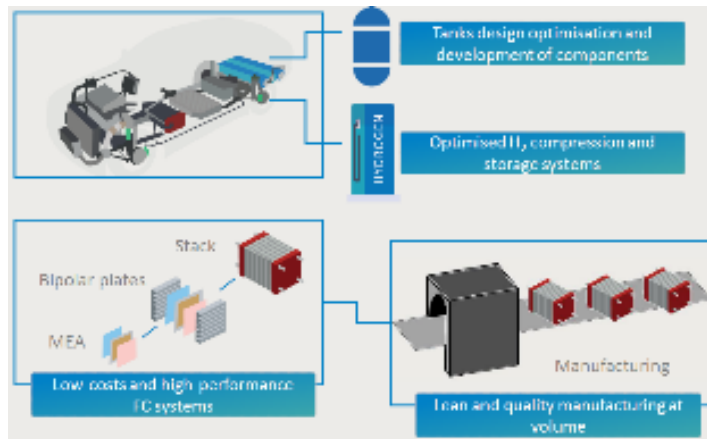 Tanks design optimisation and
development of components
HYDROGEN
Optimised H₂ compression and
storage systems
Stack
Bipolar plates
MEA
Low costs and high performance
FC systems
Manufacturing
Lean and quality manufacturing at
volume